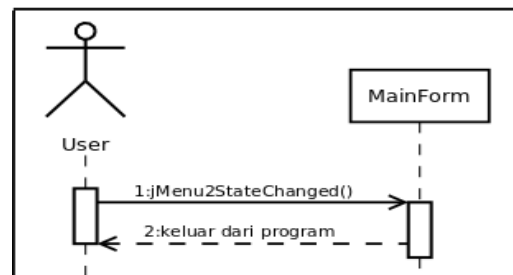 MainForm
User
1:jMenu2StateChanged()
2:keluar dari program